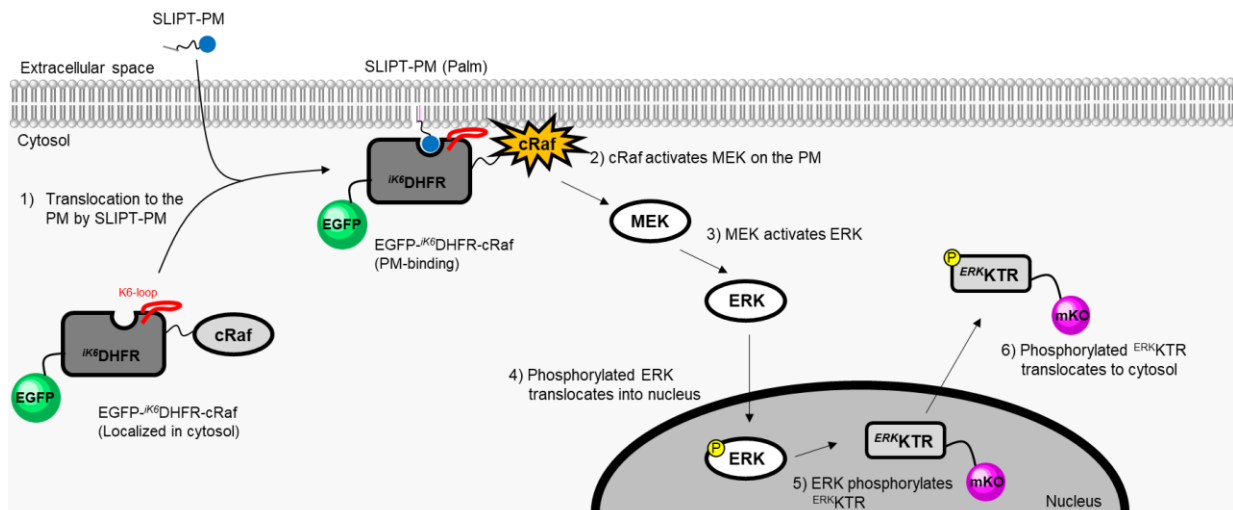 SLIPT-PM
Extracellular space
SLIPT-PM (Palm)
Cytosol
cRaf
2) cRaf activates MEK on the PM
iK6DHFR
1) Translocation to the
PM by SLIPT-PM
EGFP
MEK
EGFP-iK6DHFR-cRaf
(PM-binding)
3) MEK activates ERK
P
ERKKTR
K6-loop
ERK
mKO
cRaf
iK6DHFR
6) Phosphorylated ERKKTR
translocates to cytosol
EGFP
4) Phosphorylated ERK
translocates into nucleus
EGFP-iK6DHFR-cRaf
(Localized in cytosol)
P
ERK
ERKKTR
mKO
5) ERK phosphorylates
ERKKTR
Nucleus